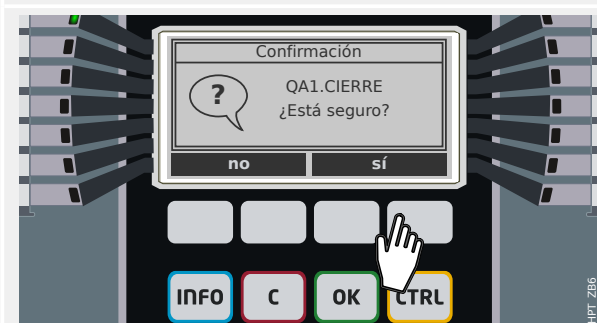 Confirmación
?
QA1.CIERRE
¿Está seguro?
no sí
INFO C OK CTRL
HPT_ZB6